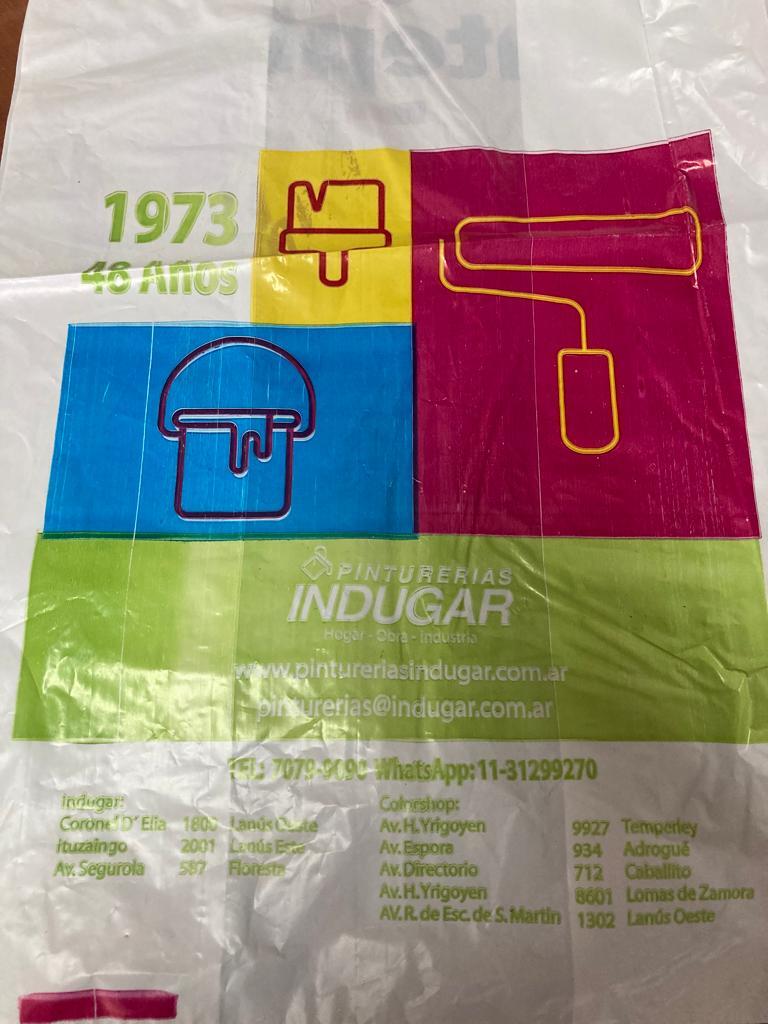 1973
48 Años
PINTURERIAS
INDUGAR
Hogar - Obra - Industria
www.pintureriasindugar.com.ar
pinturerias@indugar.com.ar
TEL: 7079-9090 WhatsApp: 11-31299270
Indugar:
Coronel D´ Elia 1800 Lanús Oeste
Ituzaingo 2001 Lanús Este
Av. Segurola 587 Floresta
Colorshop:
Av. H. Yrigoyen 9927 Temperley
Av. Espora 934 Adrogué
Av. Directorio 712 Caballito
Av. H. Yrigoyen 8601 Lomas de Zamora
AV. R. de Esc. de S. Martin 1302 Lanús Oeste